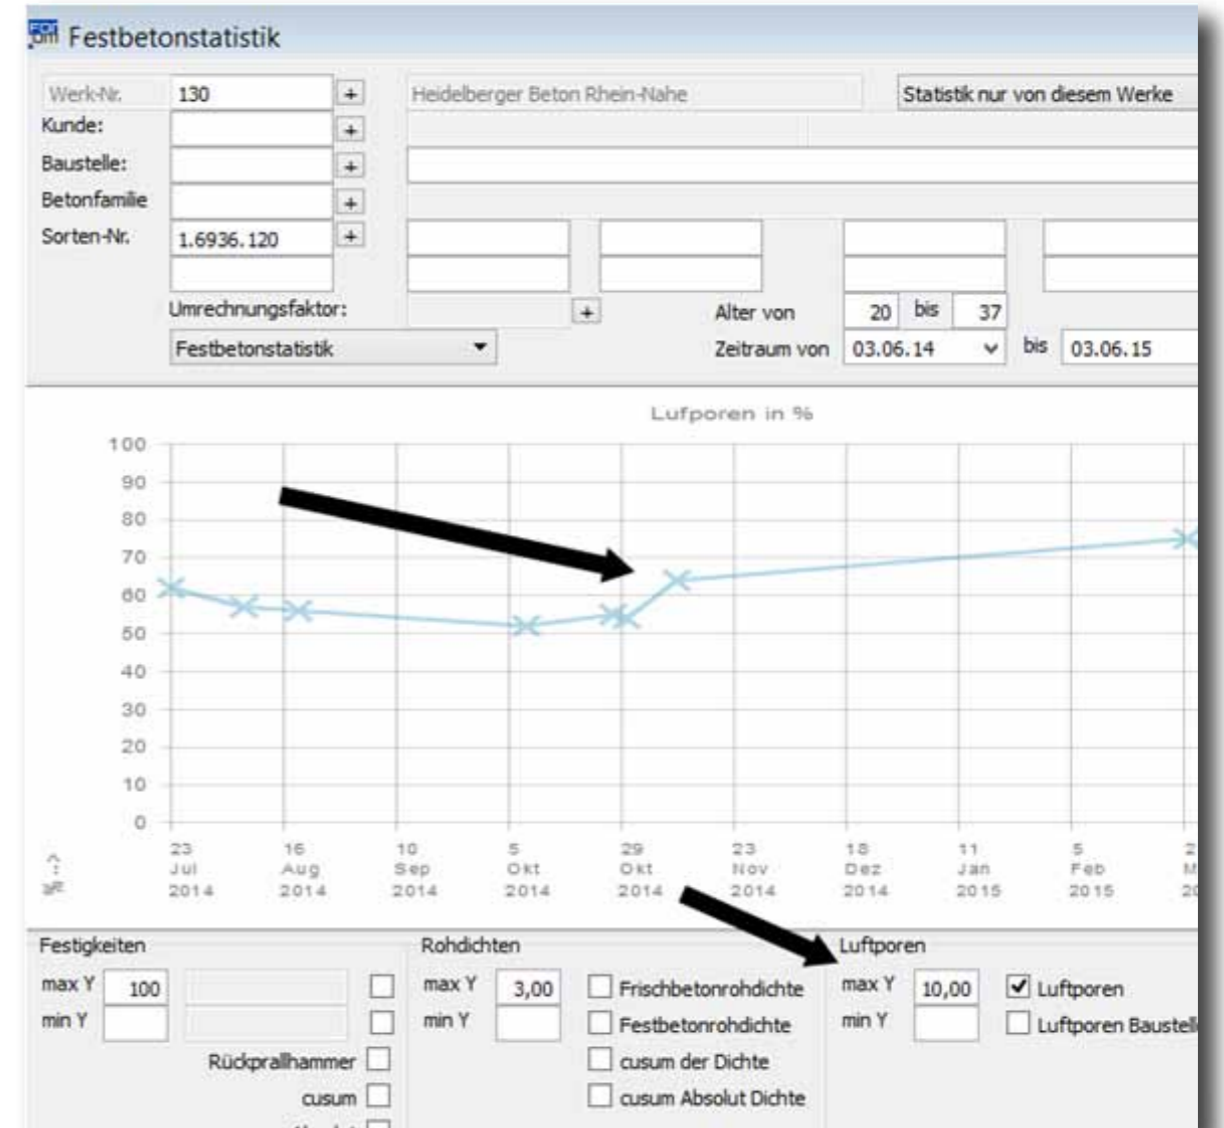 Festbetonstatistik
Werk-Nr. 130 + Heidelberger Beton Rhein-Nahe Statistik nur von diesem Werke
Kunde: +
Baustelle: +
Betonfamilie +
Sorten-Nr. 1.6936.120 +
Umrechnungsfaktor: + Alter von 20 bis 37
Festbetonstatistik Zeitraum von 03.06.14 bis 03.06.15
Lufporen in %
100
90
80
70
60
50
40
30
20
10
0
23 16 10 5 29 23 18 11 5 2
Jul Aug Sep Okt Okt Nov Dez Jan Feb M
2014 2014 2014 2014 2014 2014 2014 2015 2015 20
Festigkeiten Rohdichten Luftporen
max Y 100 max Y 3,00 Frischbetonrohdichte max Y 10,00 Luftporen
min Y min Y Festbetonrohdichte min Y Luftporen Baustell
Rückprallhammer cusum der Dichte
cusum cusum Absolut Dichte